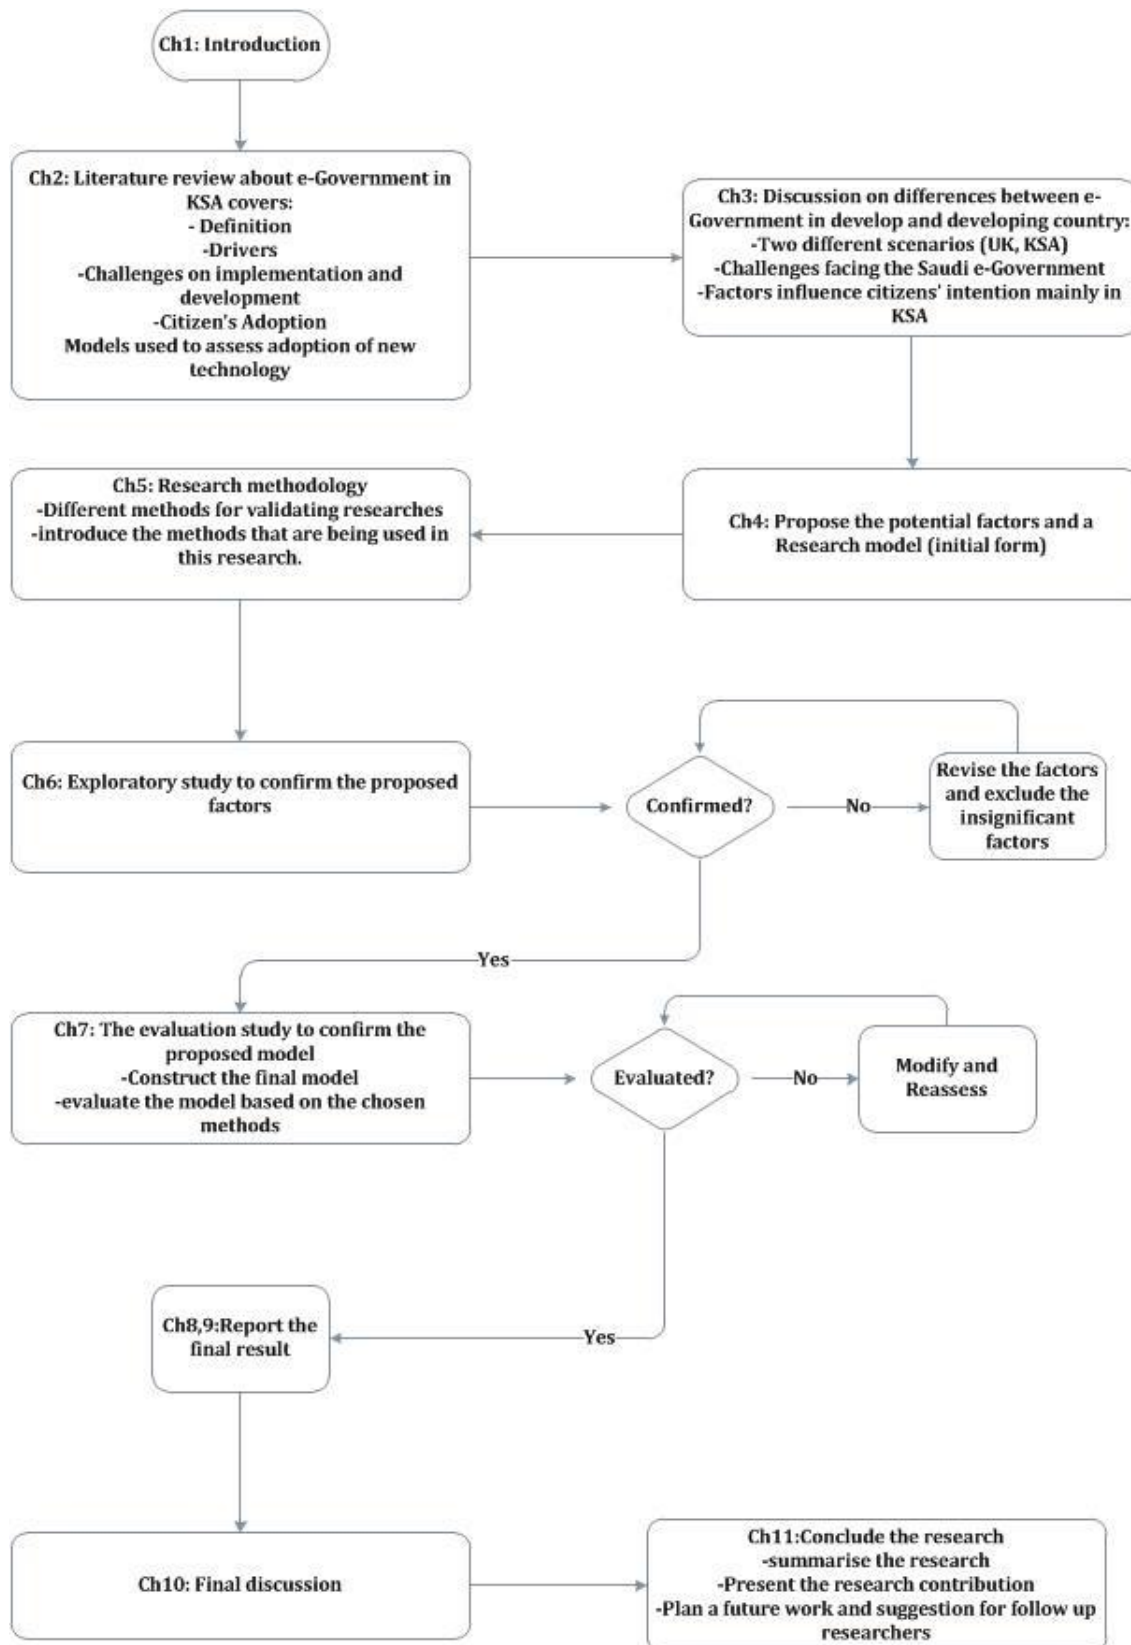 Ch1: Introduction
Ch2: Literature review about e-Government in
KSA covers:
- Definition
-Drivers
-Challenges on implementation and
development
-Citizen's Adoption
Models used to assess adoption of new
technology
Ch3: Discussion on differences between e-
Government in develop and developing country:
-Two different scenarios (UK, KSA)
-Challenges facing the Saudi e-Government
-Factors influence citizens' intention mainly in
KSA
Ch4: Propose the potential factors and a
Research model (initial form)
Ch5: Research methodology
-Different methods for validating researches
-introduce the methods that are being used in
this research.
Ch6: Exploratory study to confirm the proposed
factors
Confirmed?
No
Revise the factors
and exclude the
insignificant
factors
Yes
Ch7: The evaluation study to confirm the
proposed model
-Construct the final model
-evaluate the model based on the chosen
methods
Evaluated?
No
Modify and
Reassess
Yes
Ch8,9:Report the
final result
Ch10: Final discussion
Ch11:Conclude the research
-summarise the research
-Present the research contribution
-Plan a future work and suggestion for follow up
researchers